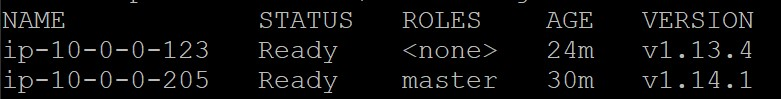 NAME STATUS ROLES AGE VERSION
ip-10-0-0-123 Ready <none> 24m v1.13.4
ip-10-0-0-205 Ready master 30m v1.14.1